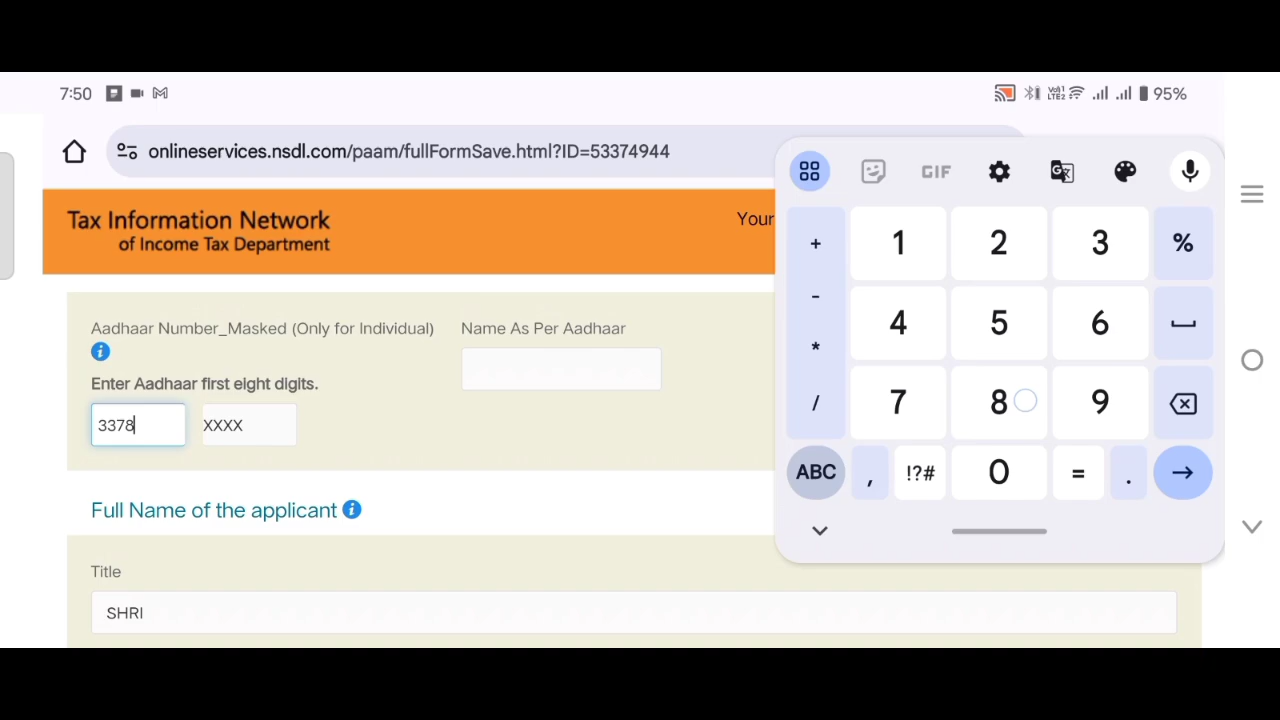 7:50
95%
onlineservices.nsdl.com/paam/fullFormSave.html?ID=53374944
Tax Information Network
of Income Tax Department
Your
Aadhaar Number_Masked (Only for Individual)
Name As Per Aadhaar
Enter Aadhaar first eight digits.
3378
XXXX
Full Name of the applicant
Title
SHRI
GIF
+ 1 2 3 %
-
4 5 6
*
/ 7 8 9
ABC , !?# 0 = . →